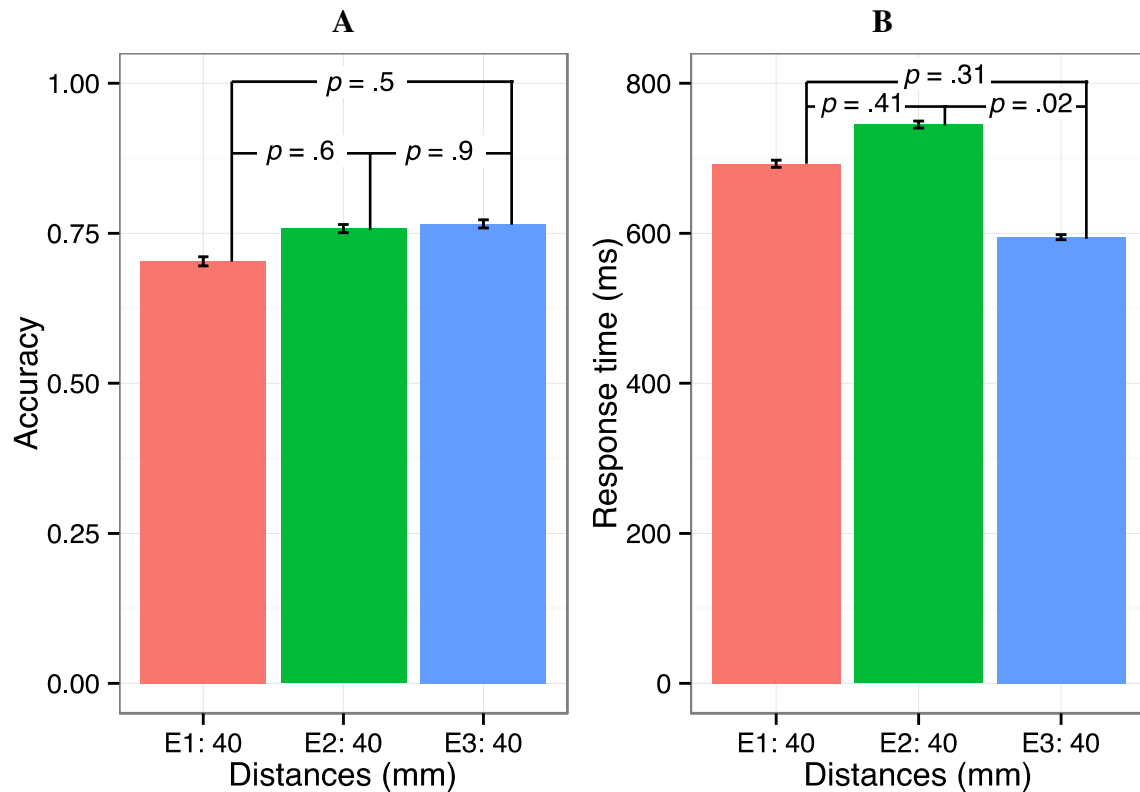 A
p = .5
p = .6
p = .9
1.00
0.75
0.50
0.25
0.00
Accuracy
E1: 40
E2: 40
E3: 40
Distances (mm)
B
p = .31
p = .41
p = .02
800
600
400
200
0
Response time (ms)
E1: 40
E2: 40
E3: 40
Distances (mm)